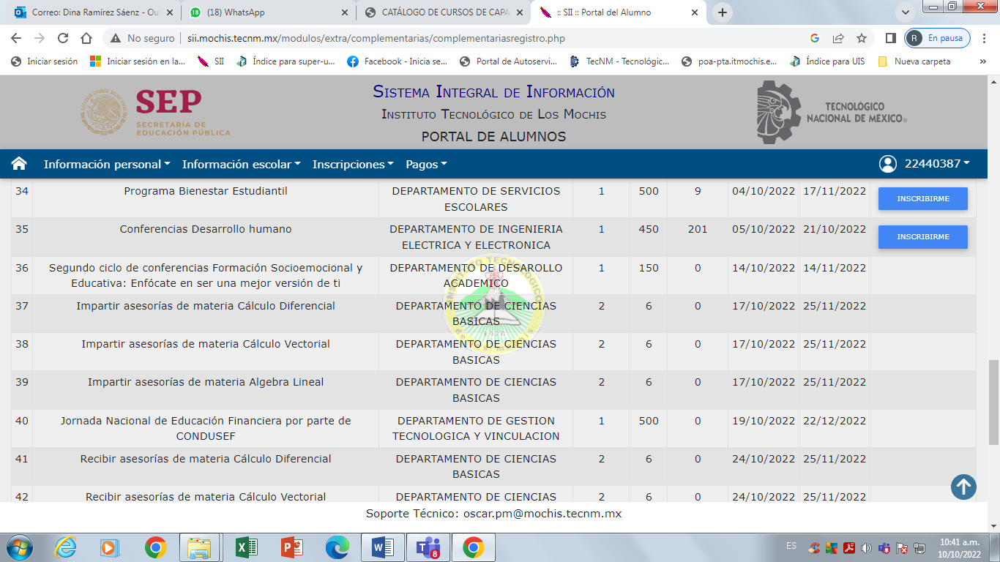 Correo: Dina Ramírez Sáenz - Ou
(18) WhatsApp
CATÁLOGO DE CURSOS DE CAPA
:: SII :: Portal del Alumno
No seguro
sii.mochis.tecnm.mx/modulos/extra/complementarias/complementariasregistro.php
R
En pausa
Iniciar sesión
Iniciar sesión en la...
SII
Índice para super-u...
Facebook - Inicia se...
Portal de Autoservi...
TecNM - Tecnológic...
poa-pta.itmochis.e...
Índice para UIS
Nueva carpeta
»
SEP
SECRETARÍA DE
EDUCACIÓN PÚBLICA
SISTEMA INTEGRAL DE INFORMACIÓN
INSTITUTO TECNOLÓGICO DE LOS MOCHIS
PORTAL DE ALUMNOS
TECNOLÓGICO
NACIONAL DE MÉXICO
Información personal
Información escolar
Inscripciones
Pagos
22440387
34 Programa Bienestar Estudiantil DEPARTAMENTO DE SERVICIOS 1 500 9 04/10/2022 17/11/2022 INSCRIBIRME
ESCOLARES
35 Conferencias Desarrollo humano DEPARTAMENTO DE INGENIERIA 1 450 201 05/10/2022 21/10/2022 INSCRIBIRME
ELECTRICA Y ELECTRONICA
36 Segundo ciclo de conferencias Formación Socioemocional y DEPARTAMENTO DE DESAROLLO 1 150 0 14/10/2022 14/11/2022
Educativa: Enfócate en ser una mejor versión de ti ACADEMICO
37 Impartir asesorías de materia Cálculo Diferencial DEPARTAMENTO DE CIENCIAS 2 6 0 17/10/2022 25/11/2022
BASICAS
38 Impartir asesorías de materia Cálculo Vectorial DEPARTAMENTO DE CIENCIAS 2 6 0 17/10/2022 25/11/2022
BASICAS
39 Impartir asesorías de materia Algebra Lineal DEPARTAMENTO DE CIENCIAS 2 6 0 17/10/2022 25/11/2022
BASICAS
40 Jornada Nacional de Educación Financiera por parte de DEPARTAMENTO DE GESTION 1 500 0 19/10/2022 22/12/2022
CONDUSEF TECNOLOGICA Y VINCULACION
41 Recibir asesorías de materia Cálculo Diferencial DEPARTAMENTO DE CIENCIAS 2 6 0 24/10/2022 25/11/2022
BASICAS
42 Recibir asesorías de materia Cálculo Vectorial DEPARTAMENTO DE CIENCIAS 2 6 0 24/10/2022 25/11/2022
INSTITUTO TECNOLOGICO
Soporte Técnico: oscar.pm@mochis.tecnm.mx
8
ES
10:41 a.m.
10/10/2022